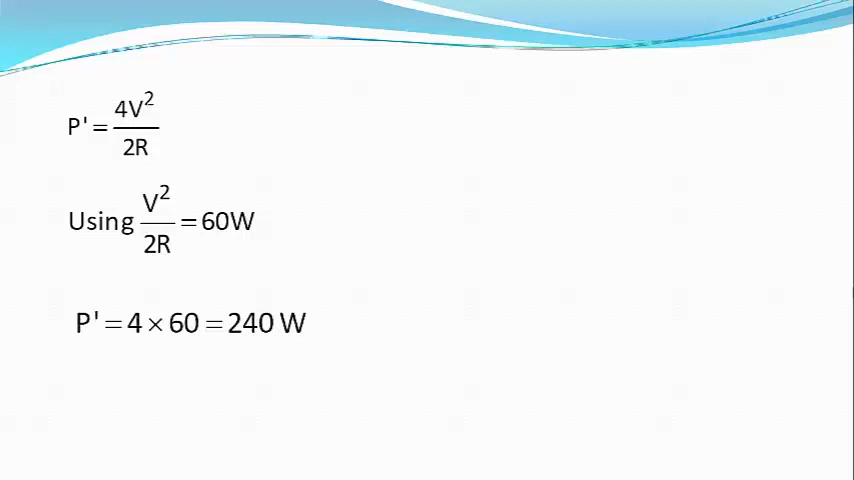 P' = 4V²/2R
Using V²/2R = 60W
P' = 4 × 60 = 240 W